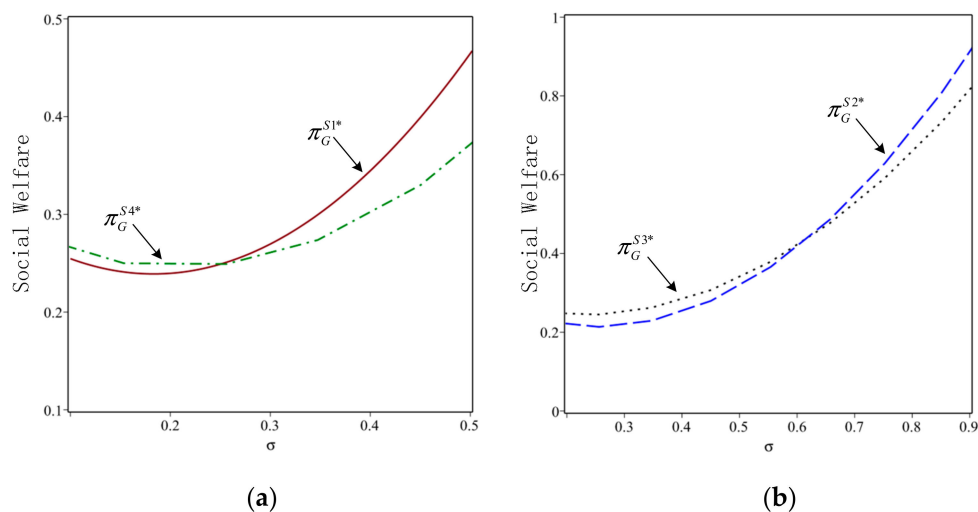 0.5
0.4
0.3
0.2
0.1
Social Welfare
π_G^{S1*}
π_G^{S4*}
0.2 0.3 0.4 0.5
σ
(a)
1
0.8
0.6
0.4
0.2
0
Social Welfare
π_G^{S2*}
π_G^{S3*}
0.3 0.4 0.5 0.6 0.7 0.8 0.9
σ
(b)